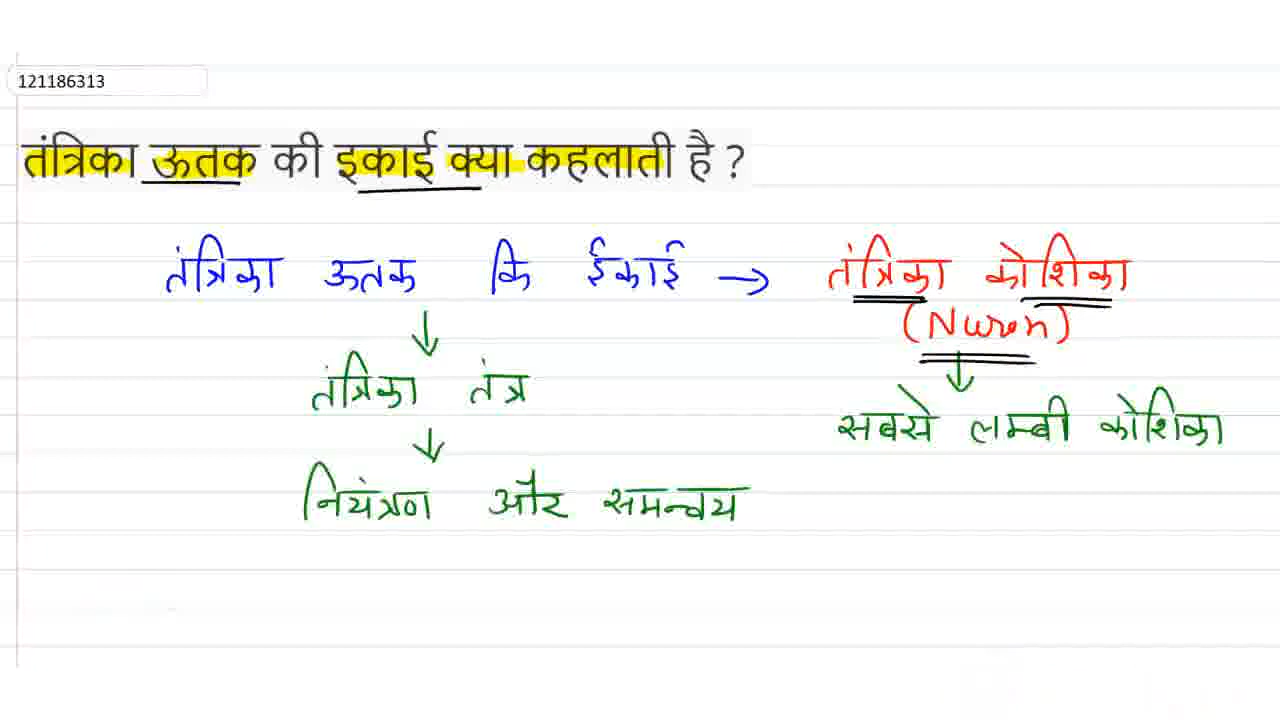 121186313
तंत्रिका ऊतक की इकाई क्या कहलाती है ?
तंत्रिका ऊतक कि ईकाई → तंत्रिका कोशिका
(Nuron)
↓
तंत्रिका तंत्र
↓
सबसे लम्बी कोशिका
↓
नियंत्रण और समन्वय